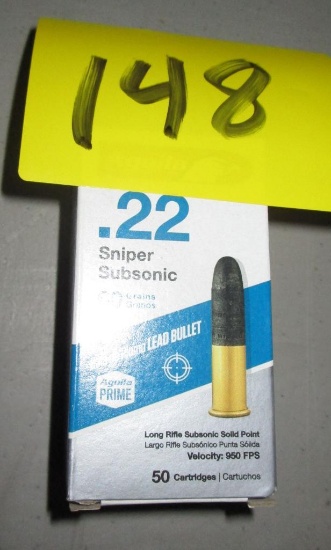 148
.22
Sniper
Subsonic
Grains
Granos
LEAD BULLET
Aguila
PRIME
Long Rifle Subsonic Solid Point
Largo Rifle Subsónico Punta Sólida
Velocity: 950 FPS
50 Cartridges | Cartuchos